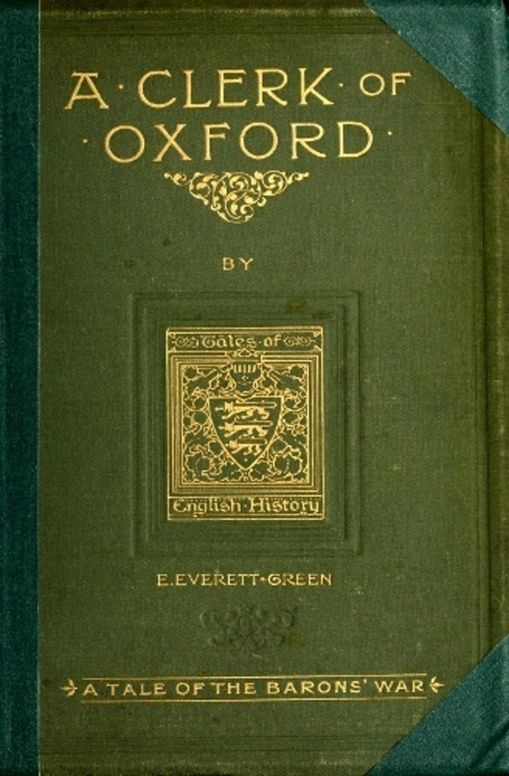 A · CLERK · OF
· OXFORD ·
BY
Tales · of
English · History
E. EVERETT · GREEN
A TALE OF THE BARONS' WAR